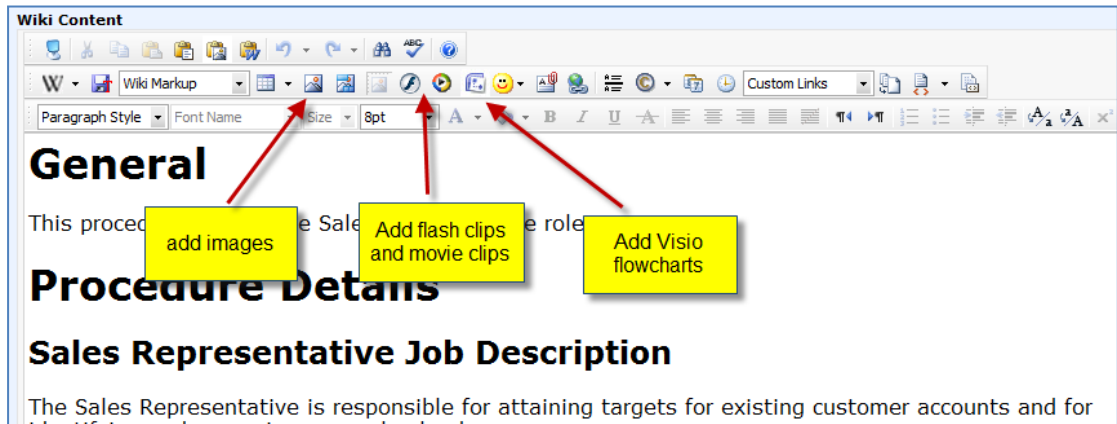 Wiki Content
ABC
W Wiki Markup Custom Links
Paragraph Style Font Name Size 8pt A B I U A
General
This proced e Sale e role
add images
Add flash clips
and movie clips
Add Visio
flowcharts
Procedure Details
Sales Representative Job Description
The Sales Representative is responsible for attaining targets for existing customer accounts and for